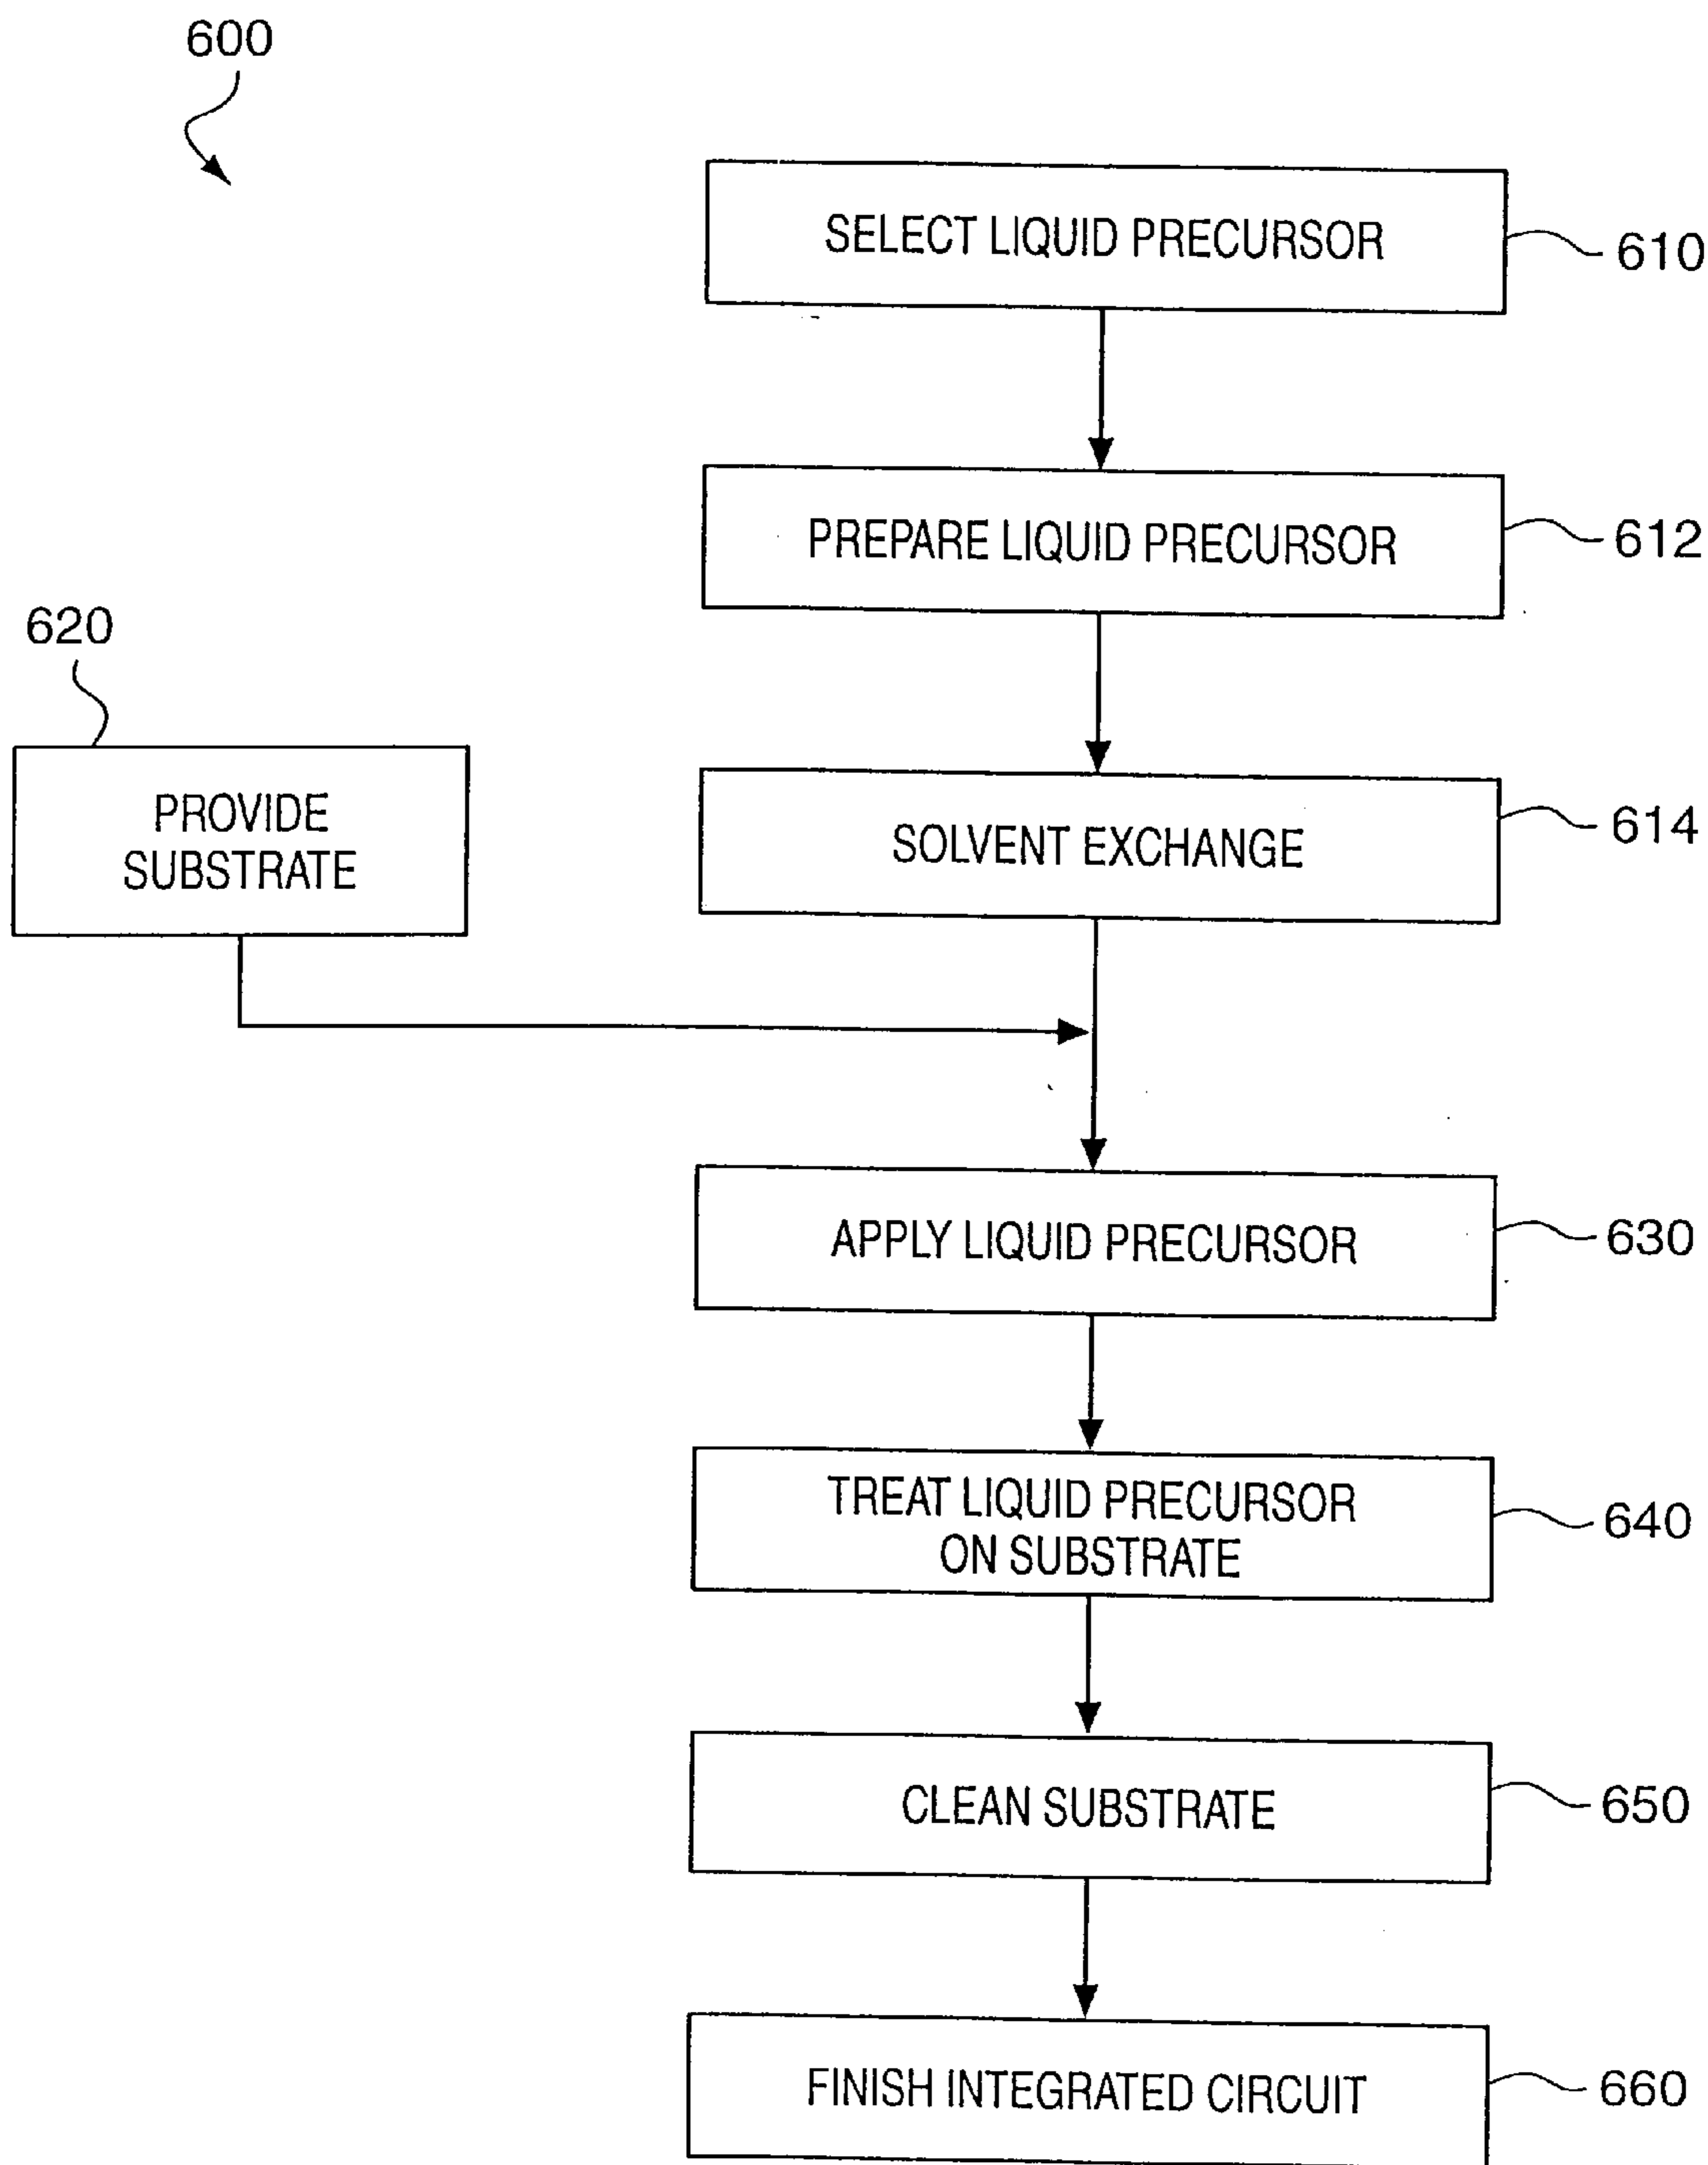 600
SELECT LIQUID PRECURSOR
610
PREPARE LIQUID PRECURSOR
612
620
PROVIDE
SUBSTRATE
SOLVENT EXCHANGE
614
APPLY LIQUID PRECURSOR
630
TREAT LIQUID PRECURSOR
ON SUBSTRATE
640
CLEAN SUBSTRATE
650
FINISH INTEGRATED CIRCUIT
660